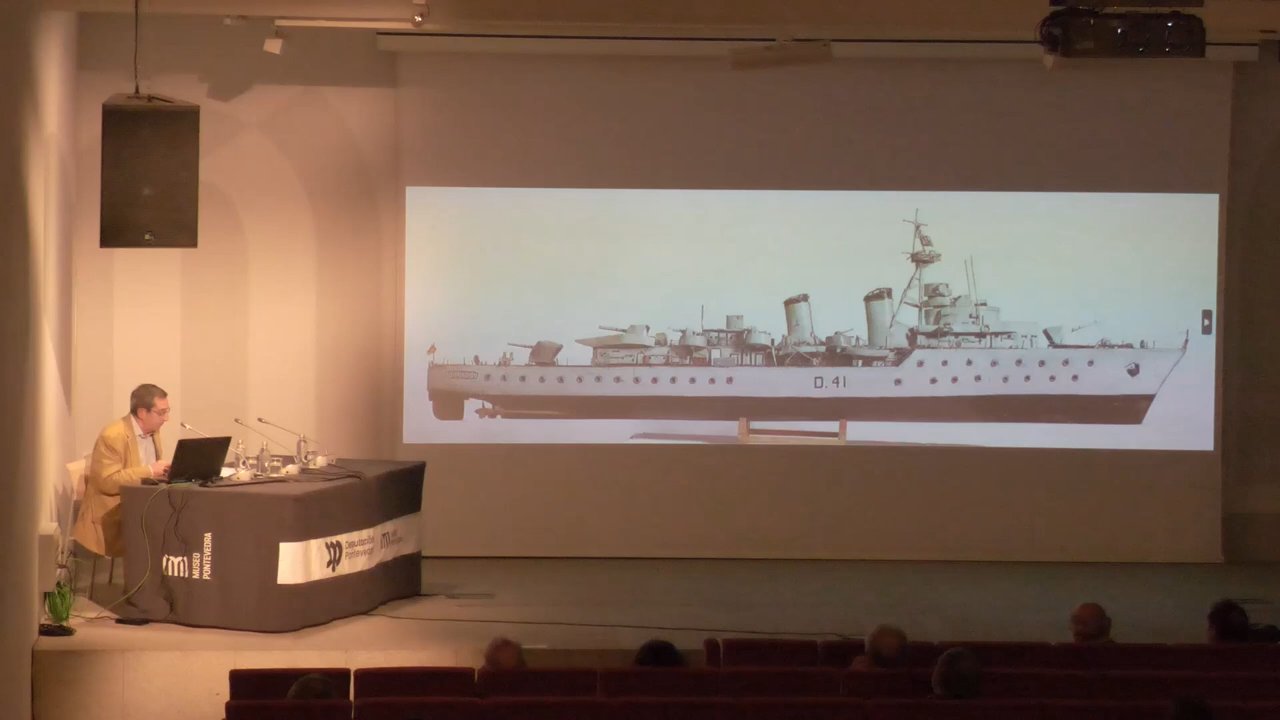 D.41
MUSEO
PONTEVEDRA
Deputación
Pontevedra